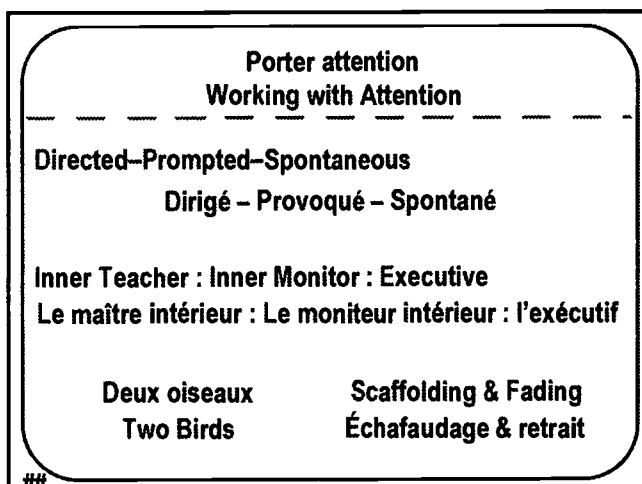 Porter attention
Working with Attention
Directed–Prompted–Spontaneous
Dirigé – Provoqué – Spontané
Inner Teacher : Inner Monitor : Executive
Le maître intérieur : Le moniteur intérieur : l'exécutif
Deux oiseaux
Two Birds
Scaffolding & Fading
Échafaudage & retrait
##